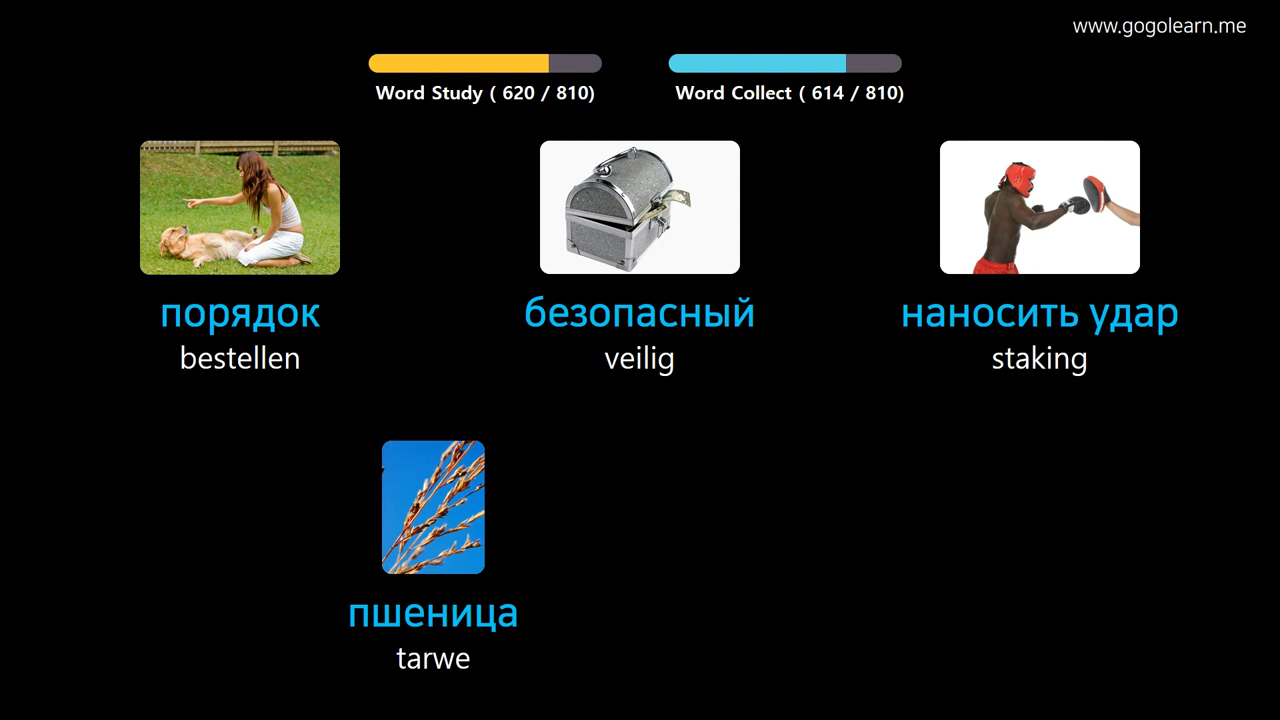 www.gogolearn.me
Word Study ( 620 / 810)
Word Collect ( 614 / 810)
порядок
bestellen
безопасный
veilig
наносить удар
staking
пшеница
tarwe